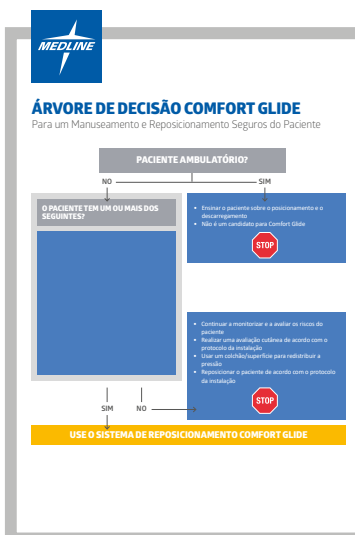 MEDLINE
ÁRVORE DE DECISÃO COMFORT GLIDE
Para um Manuseamento e Reposicionamento Seguros do Paciente
PACIENTE AMBULATÓRIO?
NO
SIM
O PACIENTE TEM UM OU MAIS DOS
SEGUINTES?
• Ensinar o paciente sobre o posicionamento e o
descarregamento
• Não é um candidato para Comfort Glide
STOP
• Continuar a monitorizar e a avaliar os riscos do
paciente
• Realizar uma avaliação cutânea de acordo com o
protocolo da instalação
• Usar um colchão/superfície para redistribuir a
pressão
• Reposicionar o paciente de acordo com o protocolo
da instalação
STOP
SIM
NO
USE O SISTEMA DE REPOSICIONAMENTO COMFORT GLIDE